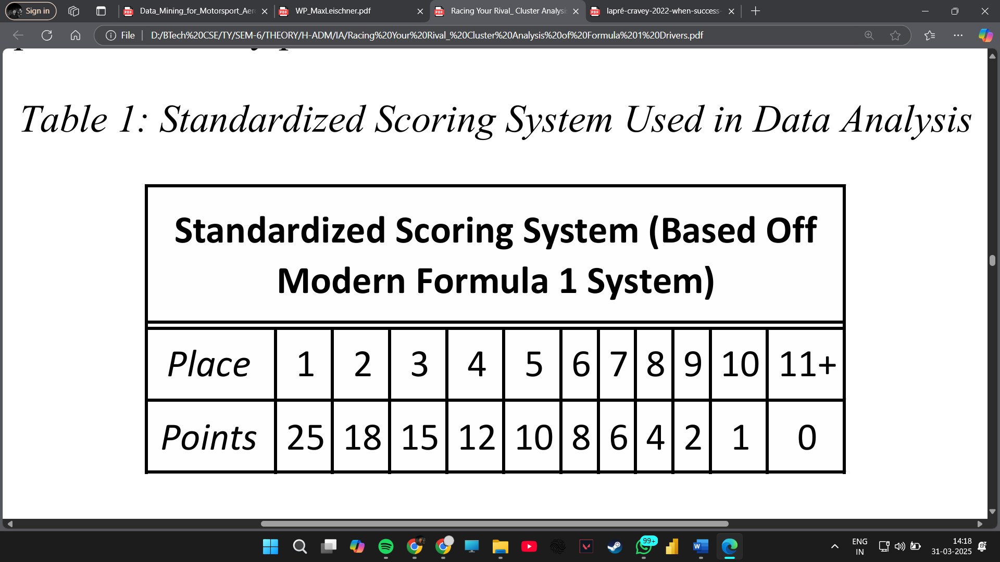 Sign in
Data_Mining_for_Motorsport_Aer
WP_MaxLeischner.pdf
Racing Your Rival_ Cluster Analysi
lapré-cravey-2022-when-success-
File
D:/BTech%20CSE/TY/SEM-6/THEORY/H-ADM/IA/Racing%20Your%20Rival_%20Cluster%20Analysis%20of%20Formula%201%20Drivers.pdf
Table 1: Standardized Scoring System Used in Data Analysis
Standardized Scoring System (Based Off
Modern Formula 1 System)
Place 1 2 3 4 5 6 7 8 9 10 11+
Points 25 18 15 12 10 8 6 4 2 1 0
99+
ENG
IN
14:18
31-03-2025